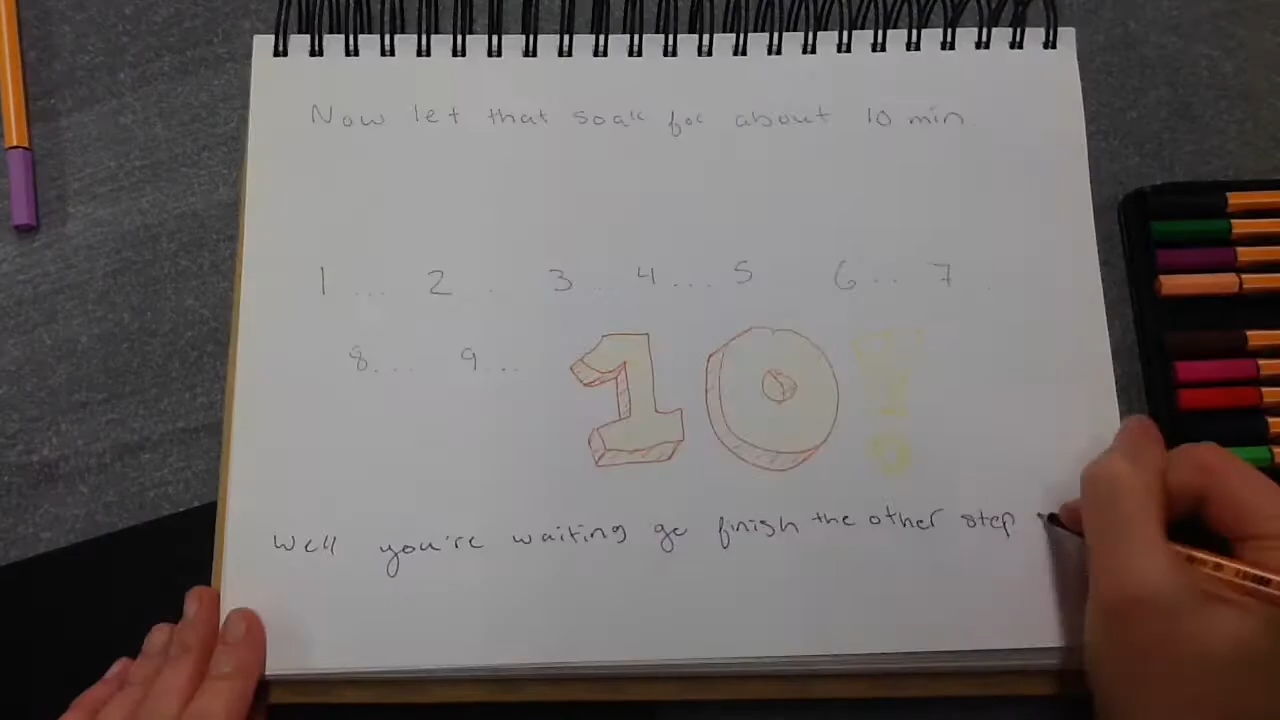 Now let that soak for about 10 min.
1 ... 2 . 3 .. 4 ... 5 6 ... 7 .
8 ... 9 ... 10!
Well you're waiting go finish the other step